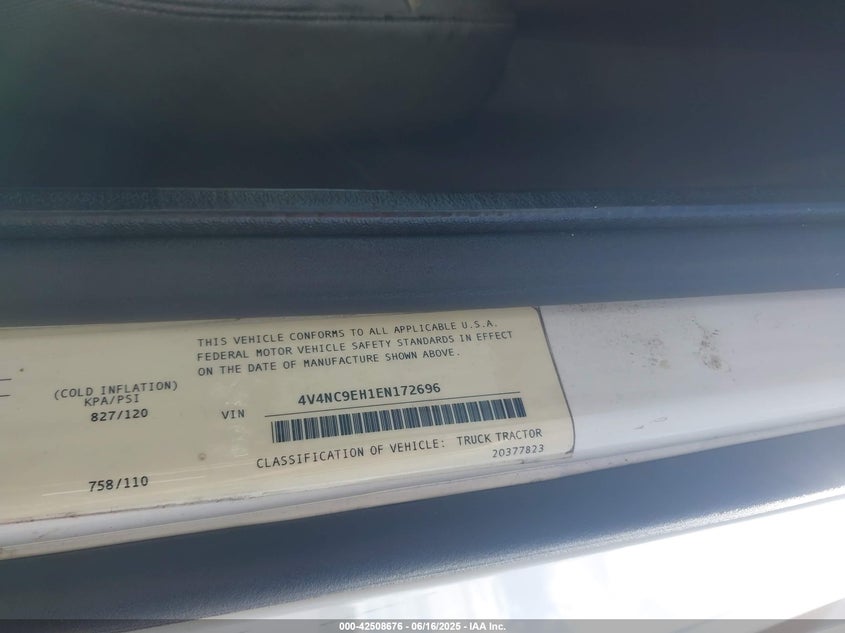 THIS VEHICLE CONFORMS TO ALL APPLICABLE U.S.A.
FEDERAL MOTOR VEHICLE SAFETY STANDARDS IN EFFECT
ON THE DATE OF MANUFACTURE SHOWN ABOVE.
(COLD INFLATION)
KPA/PSI
827/120
VIN 4V4NC9EH1EN172696
CLASSIFICATION OF VEHICLE: TRUCK TRACTOR
20377823
758/110
000-42508676 - 06/16/2025 - IAA Inc.